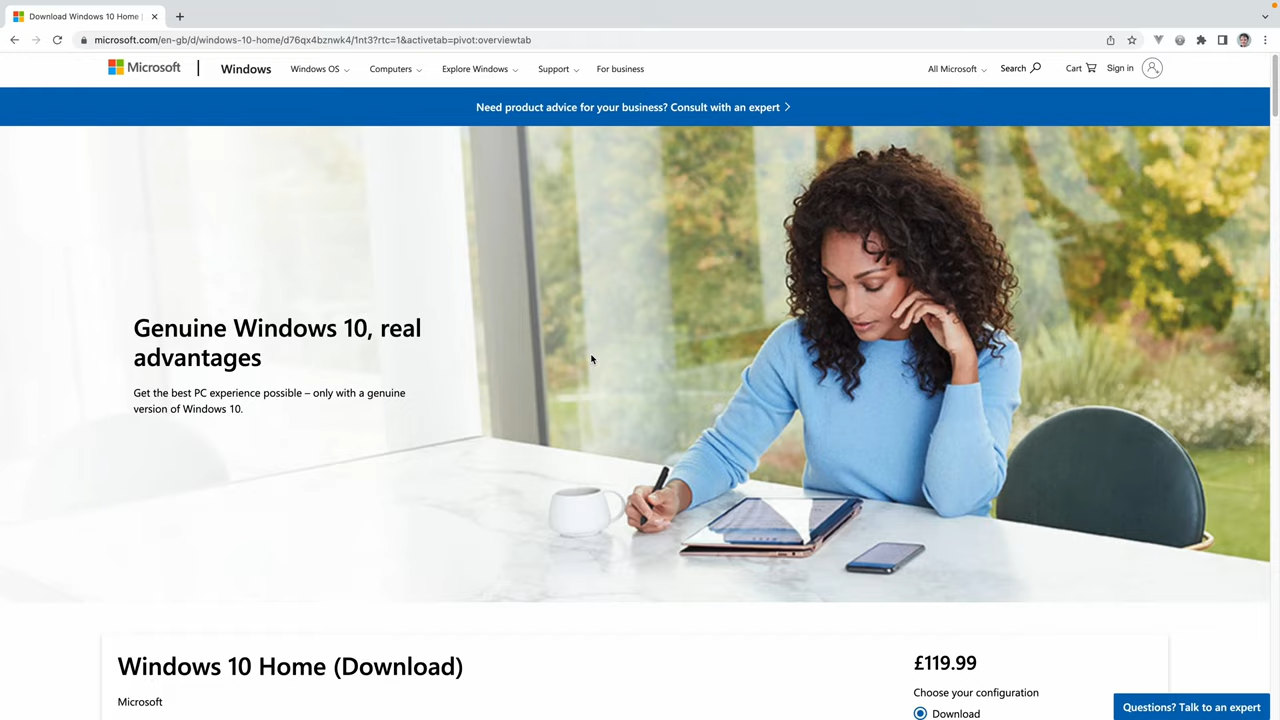 Download Windows 10 Home |
microsoft.com/en-gb/d/windows-10-home/d76qx4bznwk4/1nt3?rtc=1&activetab=pivot:overviewtab
Microsoft
Windows
Windows OS
Computers
Explore Windows
Support
For business
All Microsoft
Search
Cart
Sign in
Need product advice for your business? Consult with an expert
Genuine Windows 10, real
advantages
Get the best PC experience possible – only with a genuine
version of Windows 10.
Windows 10 Home (Download)
£119.99
Microsoft
Choose your configuration
Download
Questions? Talk to an expert